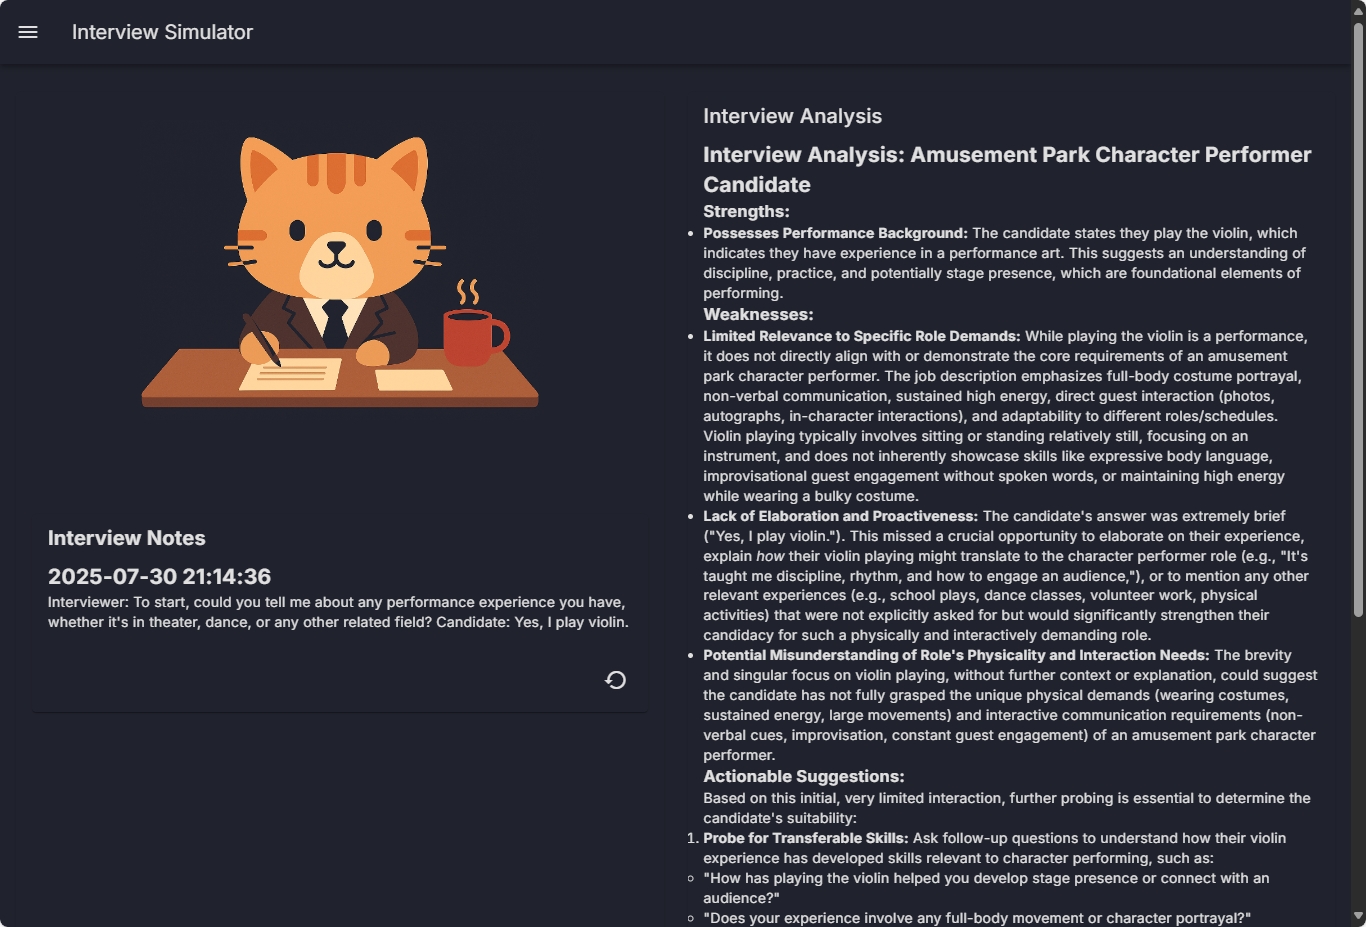 Interview Simulator
Interview Notes
2025-07-30 21:14:36
Interviewer: To start, could you tell me about any performance experience you have,
whether it's in theater, dance, or any other related field? Candidate: Yes, I play violin.
Interview Analysis
Interview Analysis: Amusement Park Character Performer
Candidate
Strengths:
• Possesses Performance Background: The candidate states they play the violin, which
indicates they have experience in a performance art. This suggests an understanding of
discipline, practice, and potentially stage presence, which are foundational elements of
performing.
Weaknesses:
• Limited Relevance to Specific Role Demands: While playing the violin is a performance,
it does not directly align with or demonstrate the core requirements of an amusement
park character performer. The job description emphasizes full-body costume portrayal,
non-verbal communication, sustained high energy, direct guest interaction (photos,
autographs, in-character interactions), and adaptability to different roles/schedules.
Violin playing typically involves sitting or standing relatively still, focusing on an
instrument, and does not inherently showcase skills like expressive body language,
improvisational guest engagement without spoken words, or maintaining high energy
while wearing a bulky costume.
• Lack of Elaboration and Proactiveness: The candidate's answer was extremely brief
("Yes, I play violin."). This missed a crucial opportunity to elaborate on their experience,
explain how their violin playing might translate to the character performer role (e.g., "It's
taught me discipline, rhythm, and how to engage an audience,"), or to mention any other
relevant experiences (e.g., school plays, dance classes, volunteer work, physical
activities) that were not explicitly asked for but would significantly strengthen their
candidacy for such a physically and interactively demanding role.
• Potential Misunderstanding of Role's Physicality and Interaction Needs: The brevity
and singular focus on violin playing, without further context or explanation, could suggest
the candidate has not fully grasped the unique physical demands (wearing costumes,
sustained energy, large movements) and interactive communication requirements (non-
verbal cues, improvisation, constant guest engagement) of an amusement park character
performer.
Actionable Suggestions:
Based on this initial, very limited interaction, further probing is essential to determine the
candidate's suitability:
1. Probe for Transferable Skills: Ask follow-up questions to understand how their violin
experience has developed skills relevant to character performing, such as:
◦ "How has playing the violin helped you develop stage presence or connect with an
audience?"
◦ "Does your experience involve any full-body movement or character portrayal?"